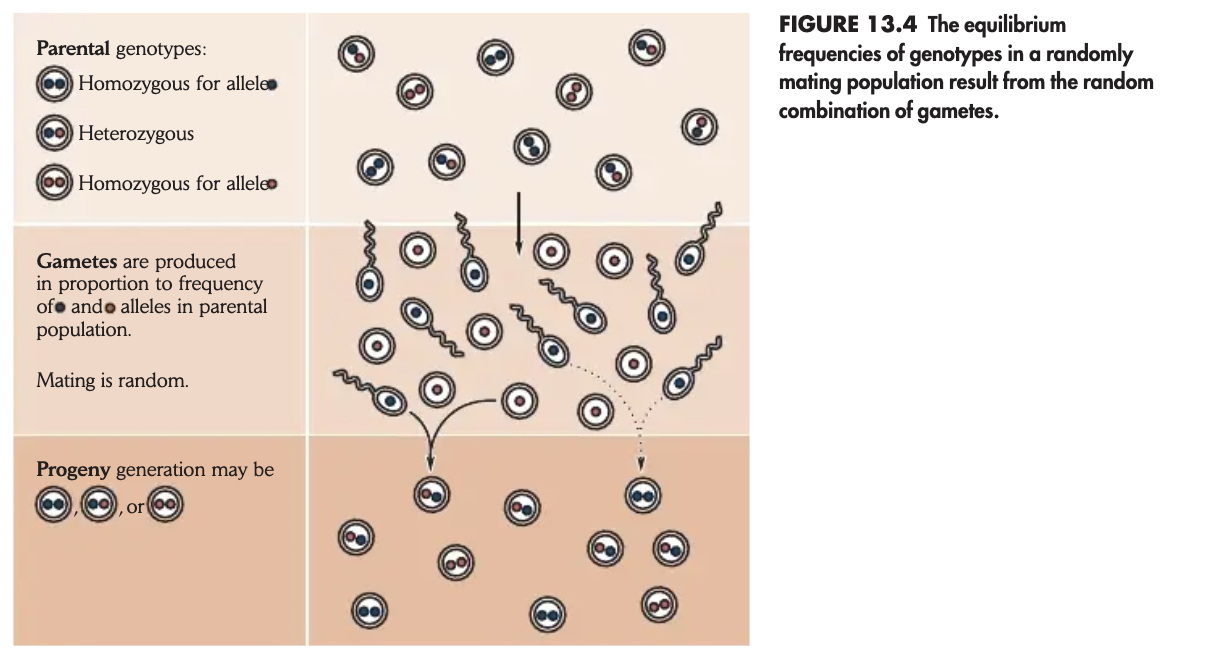 Parental genotypes:
Homozygous for allele
Heterozygous
Homozygous for allele
Gametes are produced
in proportion to frequency
of and alleles in parental
population.
Mating is random.
Progeny generation may be
, , or
FIGURE 13.4 The equilibrium
frequencies of genotypes in a randomly
mating population result from the random
combination of gametes.